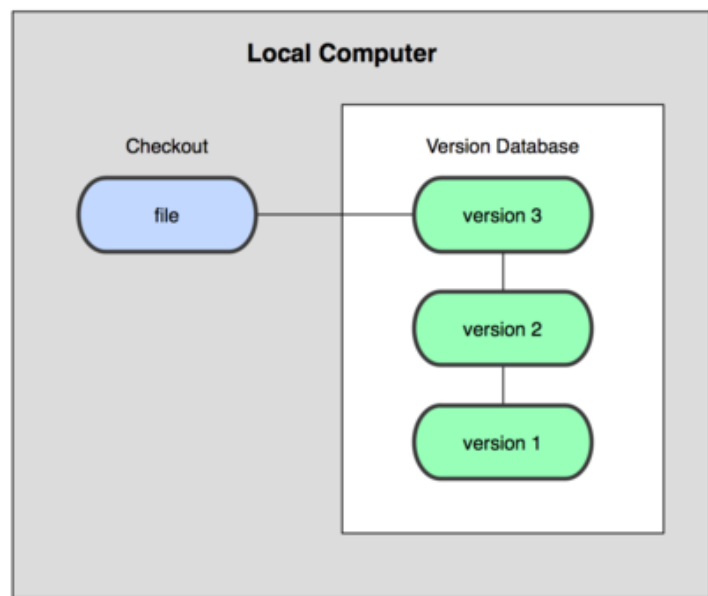 Local Computer
Checkout
Version Database
file
version 3
version 2
version 1